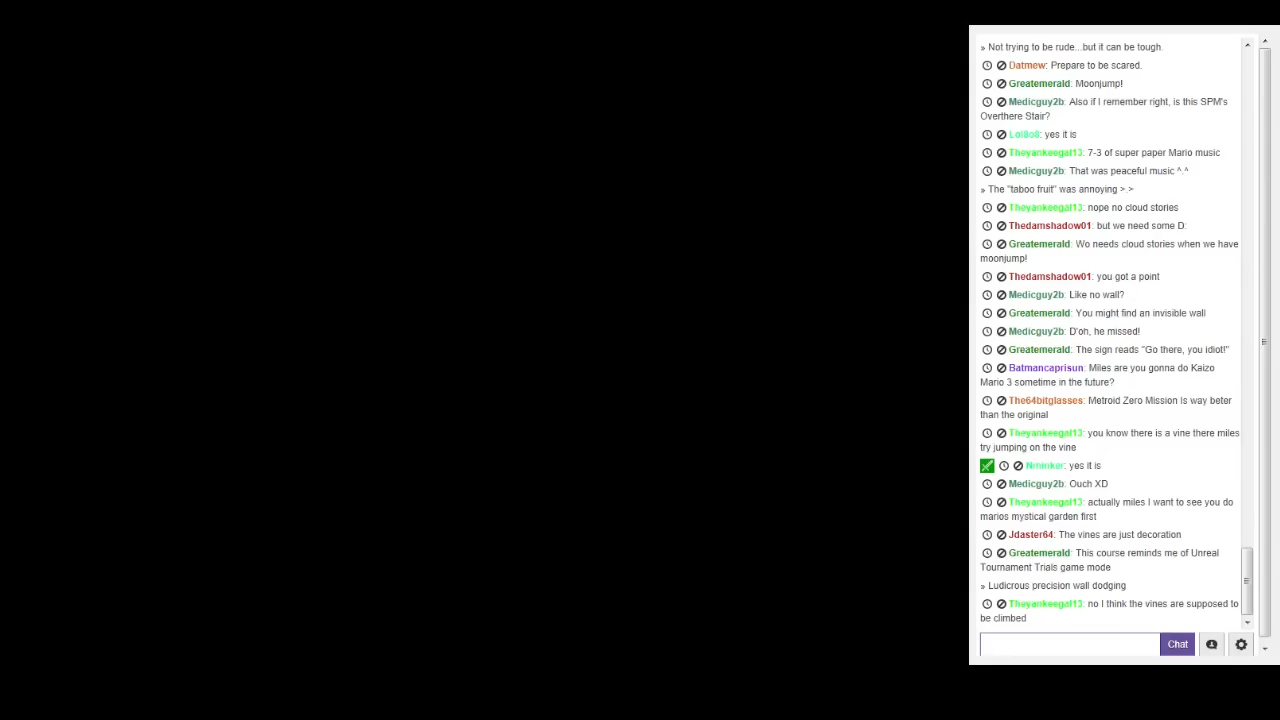 » Not trying to be rude...but it can be tough.
Datmew: Prepare to be scared.
Greatemerald: Moonjump!
Medicguy2b: Also if I remember right, is this SPM's
Overthere Stair?
Lol8oll: yes it is
Theyankeegal13: 7-3 of super paper Mario music
Medicguy2b: That was peaceful music ^.^
» The "taboo fruit" was annoying >.>
Theyankeegal13: nope no cloud stories
Thedamshadow01: but we need some D:
Greatemerald: Wo needs cloud stories when we have
moonjump!
Thedamshadow01: you got a point
Medicguy2b: Like no wall?
Greatemerald: You might find an invisible wall
Medicguy2b: D'oh, he missed!
Greatemerald: The sign reads "Go there, you idiot!"
Batmancaprisun: Miles are you gonna do Kaizo
Mario 3 sometime in the future?
The64bitglasses: Metroid Zero Mission Is way beter
than the original
Theyankeegal13: you know there is a vine there miles
try jumping on the vine
yes it is
Medicguy2b: Ouch XD
Theyankeegal13: actually miles I want to see you do
marios mystical garden first
Jdaster64: The vines are just decoration
Greatemerald: This course reminds me of Unreal
Tournament Trials game mode
» Ludicrous precision wall dodging
Theyankeegal13: no I think the vines are supposed to
be climbed
Chat